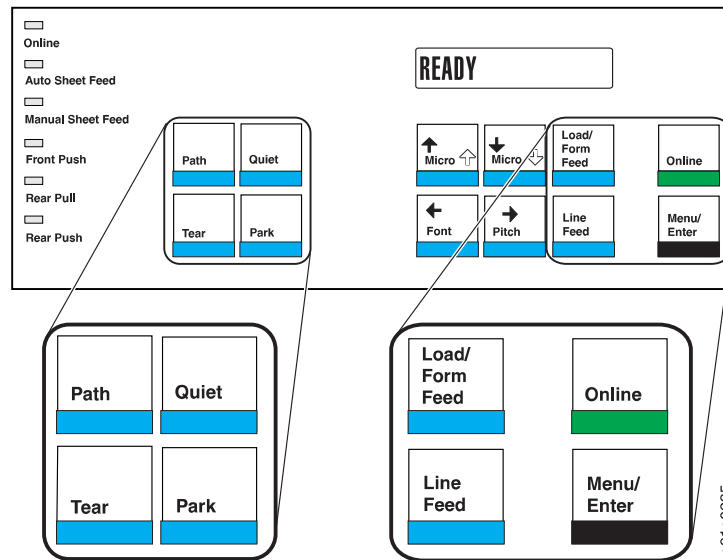 Online
Auto Sheet Feed
Manual Sheet Feed
Front Push
Rear Pull
Rear Push
READY
Path
Quiet
Tear
Park
Micro
Micro
Font
Pitch
Load/
Form
Feed
Online
Line
Feed
Menu/
Enter
Path
Quiet
Tear
Park
Load/
Form
Feed
Online
Line
Feed
Menu/
Enter